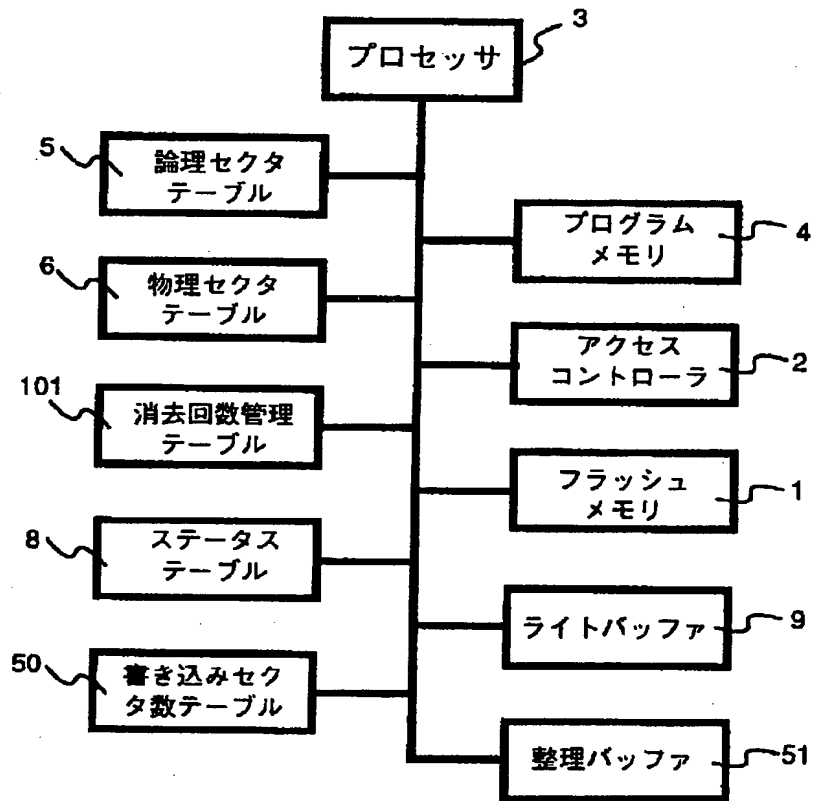 3
プロセッサ
5
論理セクタ
テーブル
プログラム
メモリ
4
6
物理セクタ
テーブル
アクセス
コントローラ
2
101
消去回数管理
テーブル
フラッシュ
メモリ
1
8
ステータス
テーブル
ライトバッファ
9
50
書き込みセク
タ数テーブル
整理バッファ
51